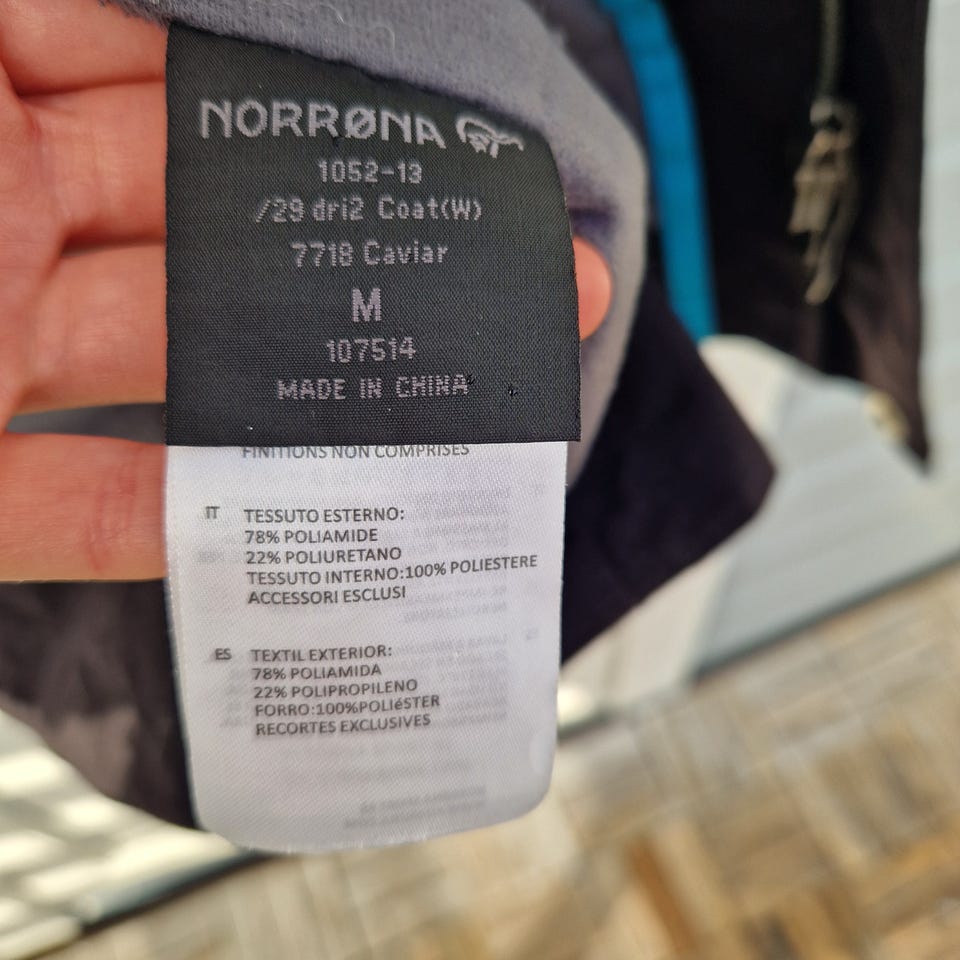 NORRØNA
1052-13
/29 dri2 Coat(W)
7718 Caviar
M
107514
MADE IN CHINA
FINITIONS NON COMPRISES
IT TESSUTO ESTERNO:
78% POLIAMIDE
22% POLIURETANO
TESSUTO INTERNO:100% POLIESTERE
ACCESSORI ESCLUSI
ES TEXTIL EXTERIOR:
78% POLIAMIDA
22% POLIPROPILENO
FORRO:100%POLIéSTER
RECORTES EXCLUSIVES